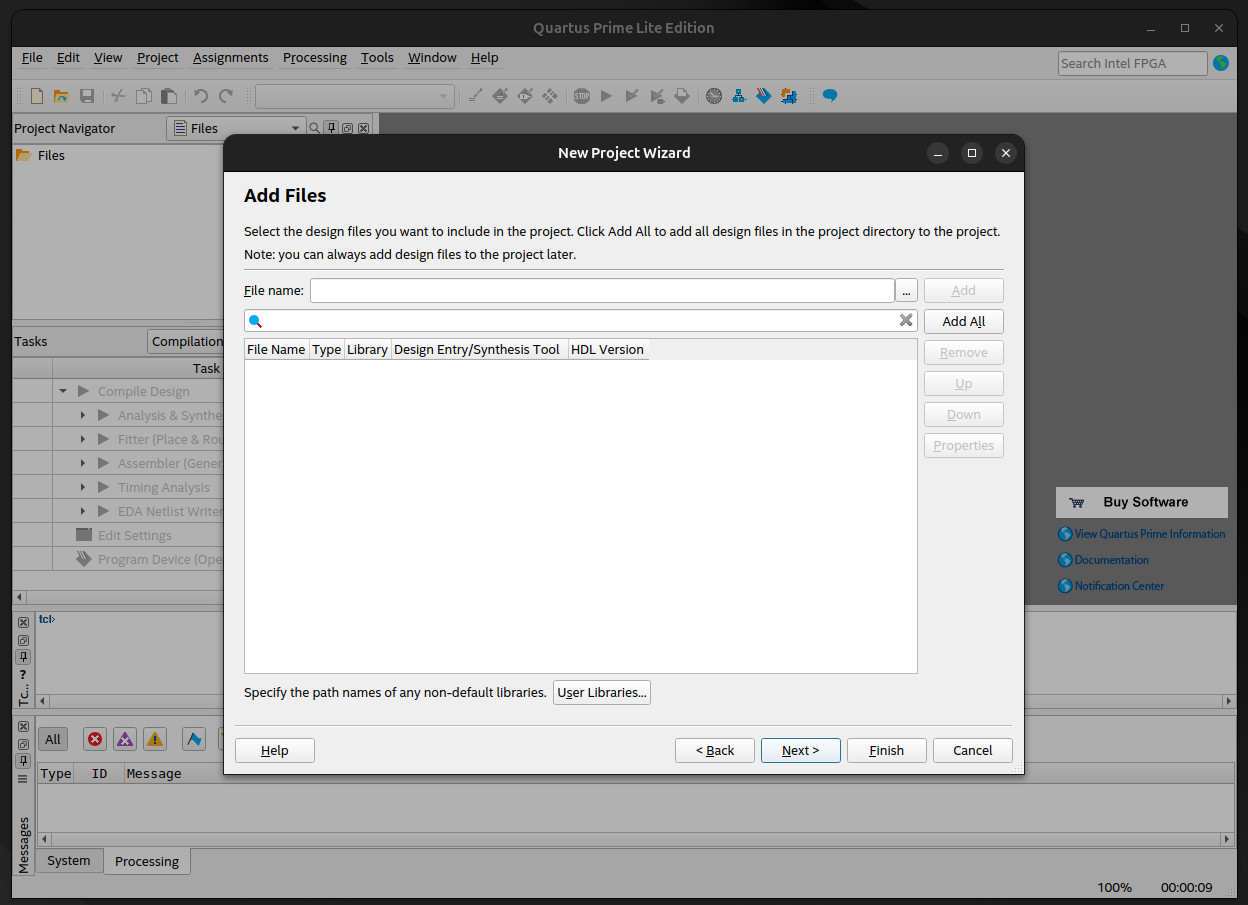 Quartus Prime Lite Edition
File Edit View Project Assignments Processing Tools Window Help
Search Intel FPGA
STOP
Project Navigator
Files
Files
Tasks
Compilation
Task
Compile Design
Analysis & Synthe
Fitter (Place & Rou
Assembler (Gener
Timing Analysis
EDA Netlist Writer
Edit Settings
Program Device (Ope
New Project Wizard
Add Files
Select the design files you want to include in the project. Click Add All to add all design files in the project directory to the project.
Note: you can always add design files to the project later.
File name:
...
Add
Add All
Remove
Up
Down
Properties
File Name Type Library Design Entry/Synthesis Tool HDL Version
Specify the path names of any non-default libraries.
User Libraries...
Help
< Back
Next >
Finish
Cancel
Buy Software
View Quartus Prime Information
Documentation
Notification Center
tcl>
?
Tc...
All
Type ID Message
Messages
System
Processing
100%
00:00:09